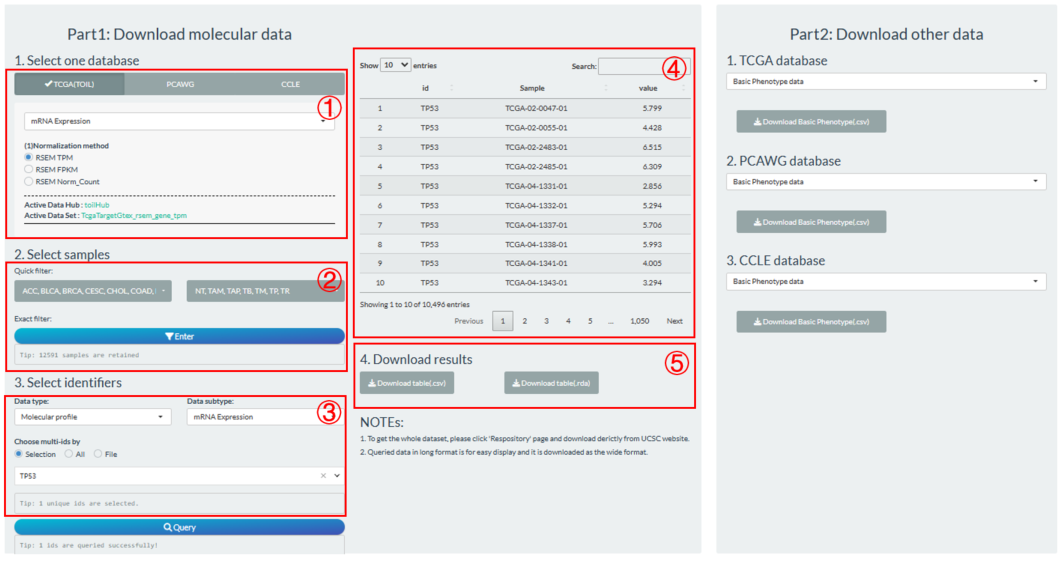 Part1: Download molecular data
1. Select one database
✔TCGA(TOIL) PCAWG CCLE
①
mRNA Expression
(1)Normalization method
RSEM TPM
RSEM FPKM
RSEM Norm_Count
Active Data Hub : toilHub
Active Data Set : TcgaTargetGtex_rsem_gene_tpm
2. Select samples
Quick filter:
②
ACC, BLCA, BRCA, CESC, CHOL, COAD, NT, TAM, TAP, TB, TM, TP, TR
Exact filter:
Enter
Tip: 12591 samples are retained
3. Select identifiers
Data type: Data subtype:
③
Molecular profile mRNA Expression
Choose multi-ids by
Selection All File
TP53
Tip: 1 unique ids are selected.
Query
Tip: 1 ids are queried successfully!
Show 10 entries Search:
④
id Sample value
1 TP53 TCGA-02-0047-01 5.799
2 TP53 TCGA-02-0055-01 4.428
3 TP53 TCGA-02-2483-01 6.515
4 TP53 TCGA-02-2485-01 6.309
5 TP53 TCGA-04-1331-01 2.856
6 TP53 TCGA-04-1332-01 5.294
7 TP53 TCGA-04-1337-01 5.706
8 TP53 TCGA-04-1338-01 5.993
9 TP53 TCGA-04-1341-01 4.005
10 TP53 TCGA-04-1343-01 3.294
Showing 1 to 10 of 10,496 entries
Previous 1 2 3 4 5 … 1,050 Next
4. Download results
⑤
Download table(.csv) Download table(.rda)
NOTEs:
1. To get the whole dataset, please click 'Respository' page and download derictly from UCSC website.
2. Queried data in long format is for easy display and it is downloaded as the wide format.
Part2: Download other data
1. TCGA database
Basic Phenotype data
Download Basic Phenotype(.csv)
2. PCAWG database
Basic Phenotype data
Download Basic Phenotype(.csv)
3. CCLE database
Basic Phenotype data
Download Basic Phenotype(.csv)